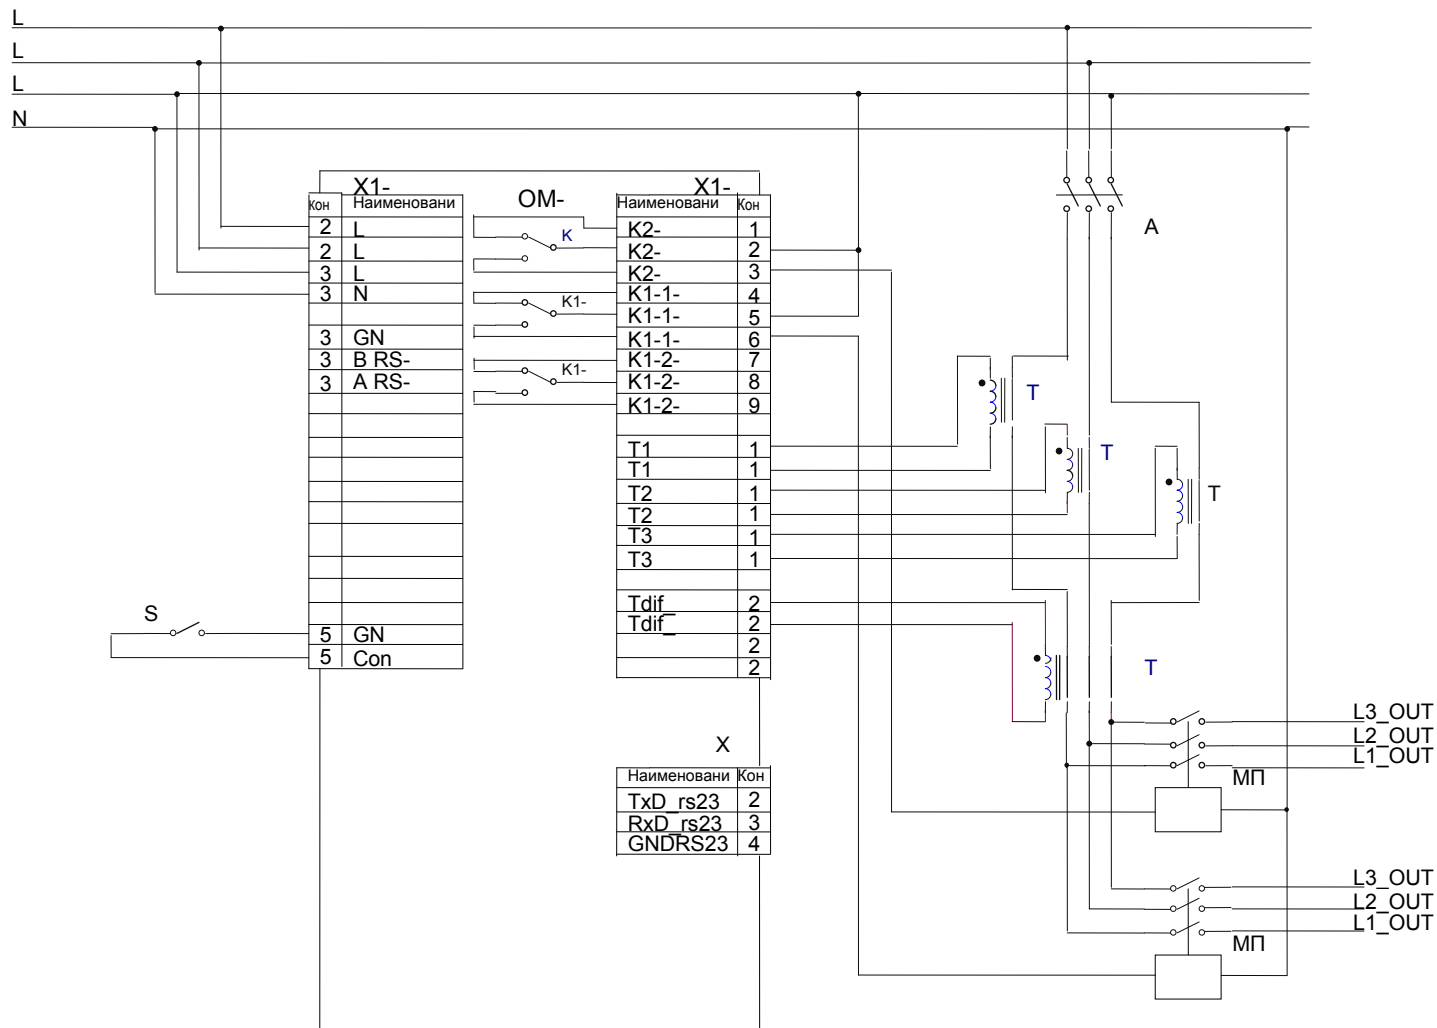 L
L
L
N
X1-
OM-
X1-
Кон Наименовани
Наименовани Кон
2 L
2 L
3 L
3 N
3 GN
3 B RS-
3 A RS-
5 GN
5 Con
S
K
K1-
K1-
K2- 1
K2- 2
K2- 3
K1-1- 4
K1-1- 5
K1-1- 6
K1-2- 7
K1-2- 8
K1-2- 9
T1 1
T1 1
T2 1
T2 1
T3 1
T3 1
Tdif_ 2
Tdif_ 2
2
2
A
T
T
T
T
X
Наименовани Кон
TxD_rs23 2
RxD_rs23 3
GNDRS23 4
L3_OUT
L2_OUT
L1_OUT
МП
L3_OUT
L2_OUT
L1_OUT
МП